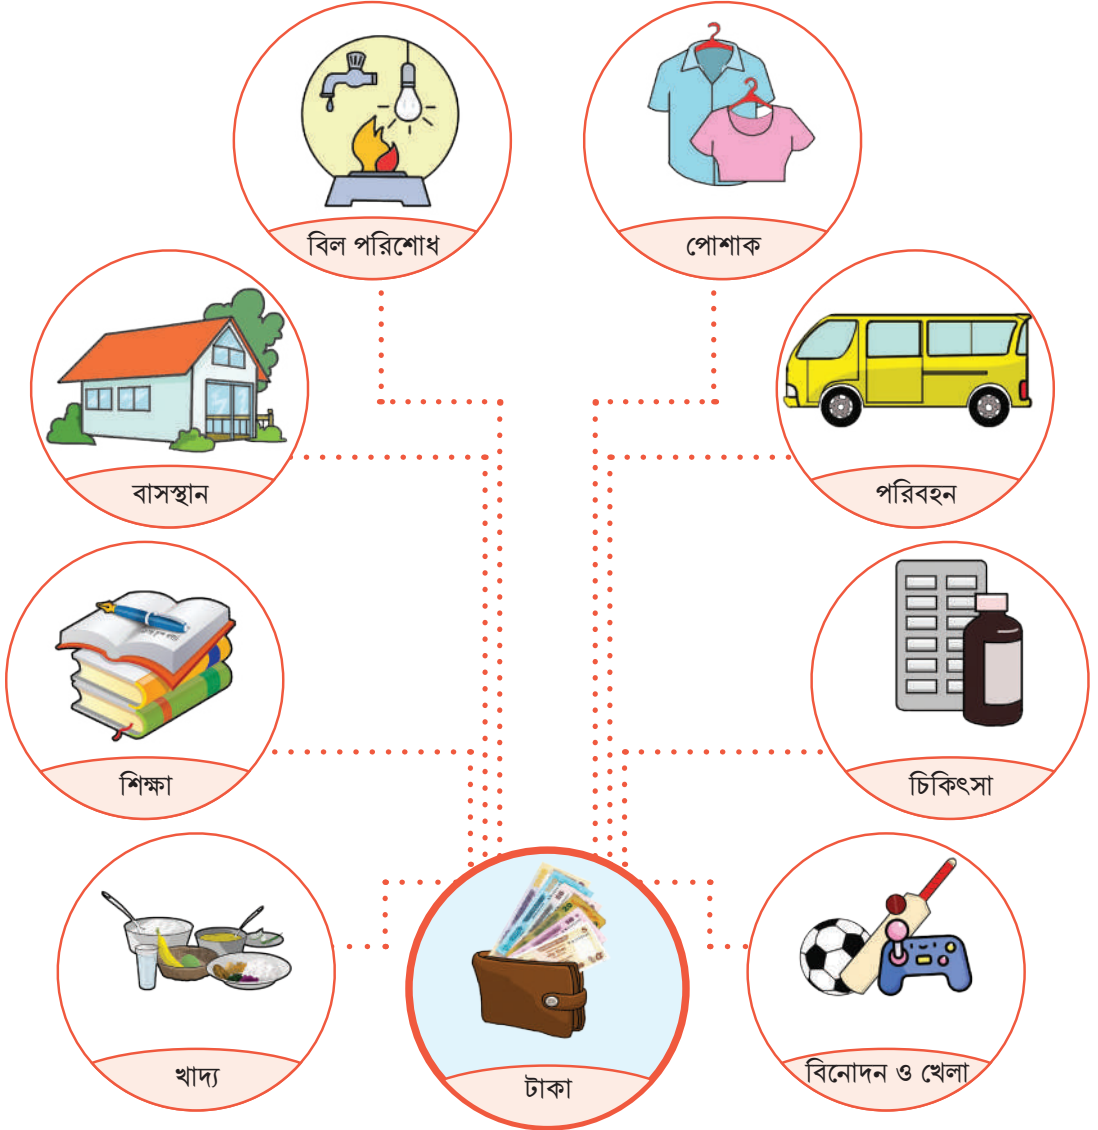 বিল পরিশোধ
পোশাক
বাসস্থান
পরিবহন
শিক্ষা
চিকিৎসা
খাদ্য
টাকা
বিনোদন ও খেলা